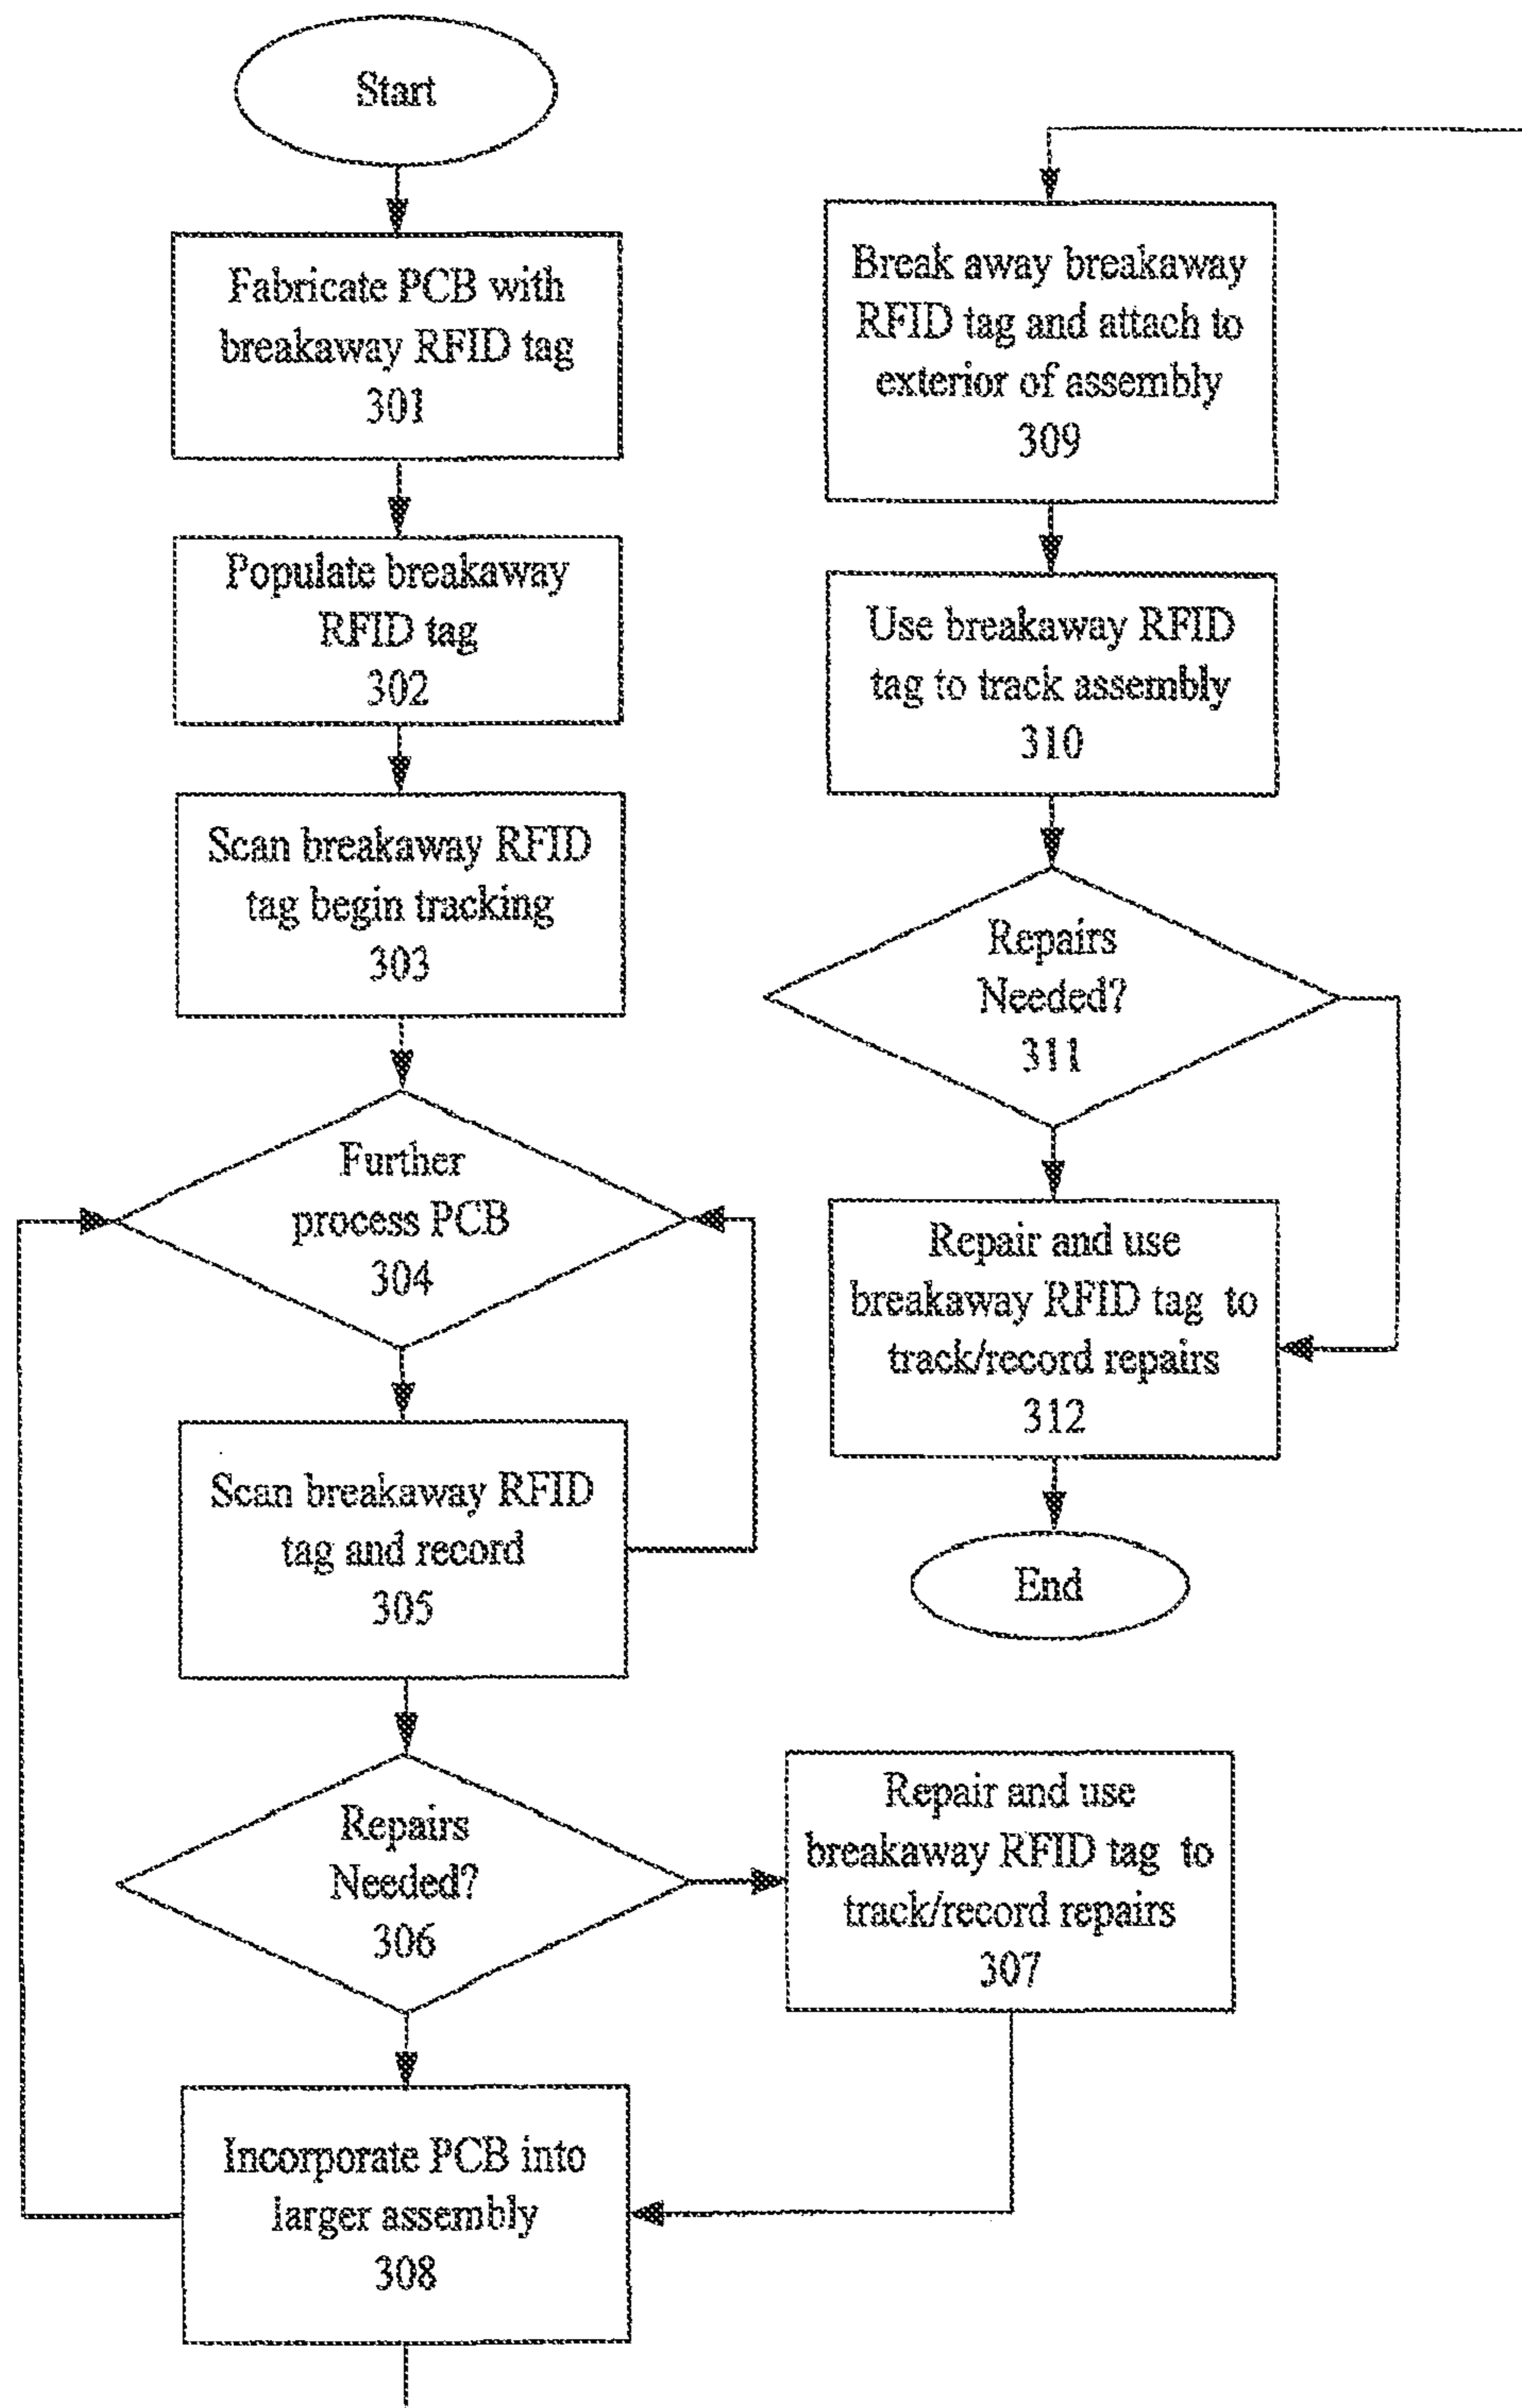 Start
Fabricate PCB with
breakaway RFID tag
301
Populate breakaway
RFID tag
302
Scan breakaway RFID
tag begin tracking
303
Further
process PCB
304
Scan breakaway RFID
tag and record
305
Repairs
Needed?
306
Repair and use
breakaway RFID tag to
track/record repairs
307
Incorporate PCB into
larger assembly
308
Break away breakaway
RFID tag and attach to
exterior of assembly
309
Use breakaway RFID
tag to track assembly
310
Repairs
Needed?
311
Repair and use
breakaway RFID tag to
track/record repairs
312
End